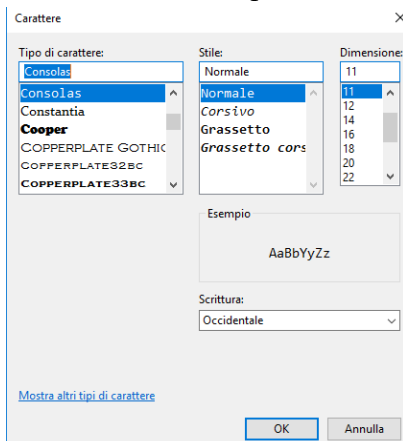 Carattere
Tipo di carattere:
Consolas
Consolas
Constantia
Cooper
COPPERPLATE GOTHIC
COPPERPLATE32BC
COPPERPLATE33BC
Stile:
Normale
Normale
Corsivo
Grassetto
Grassetto cors
Dimensione:
11
11
12
14
16
18
20
22
Esempio
AaBbYyZz
Scrittura:
Occidentale
Mostra altri tipi di carattere
OK
Annulla